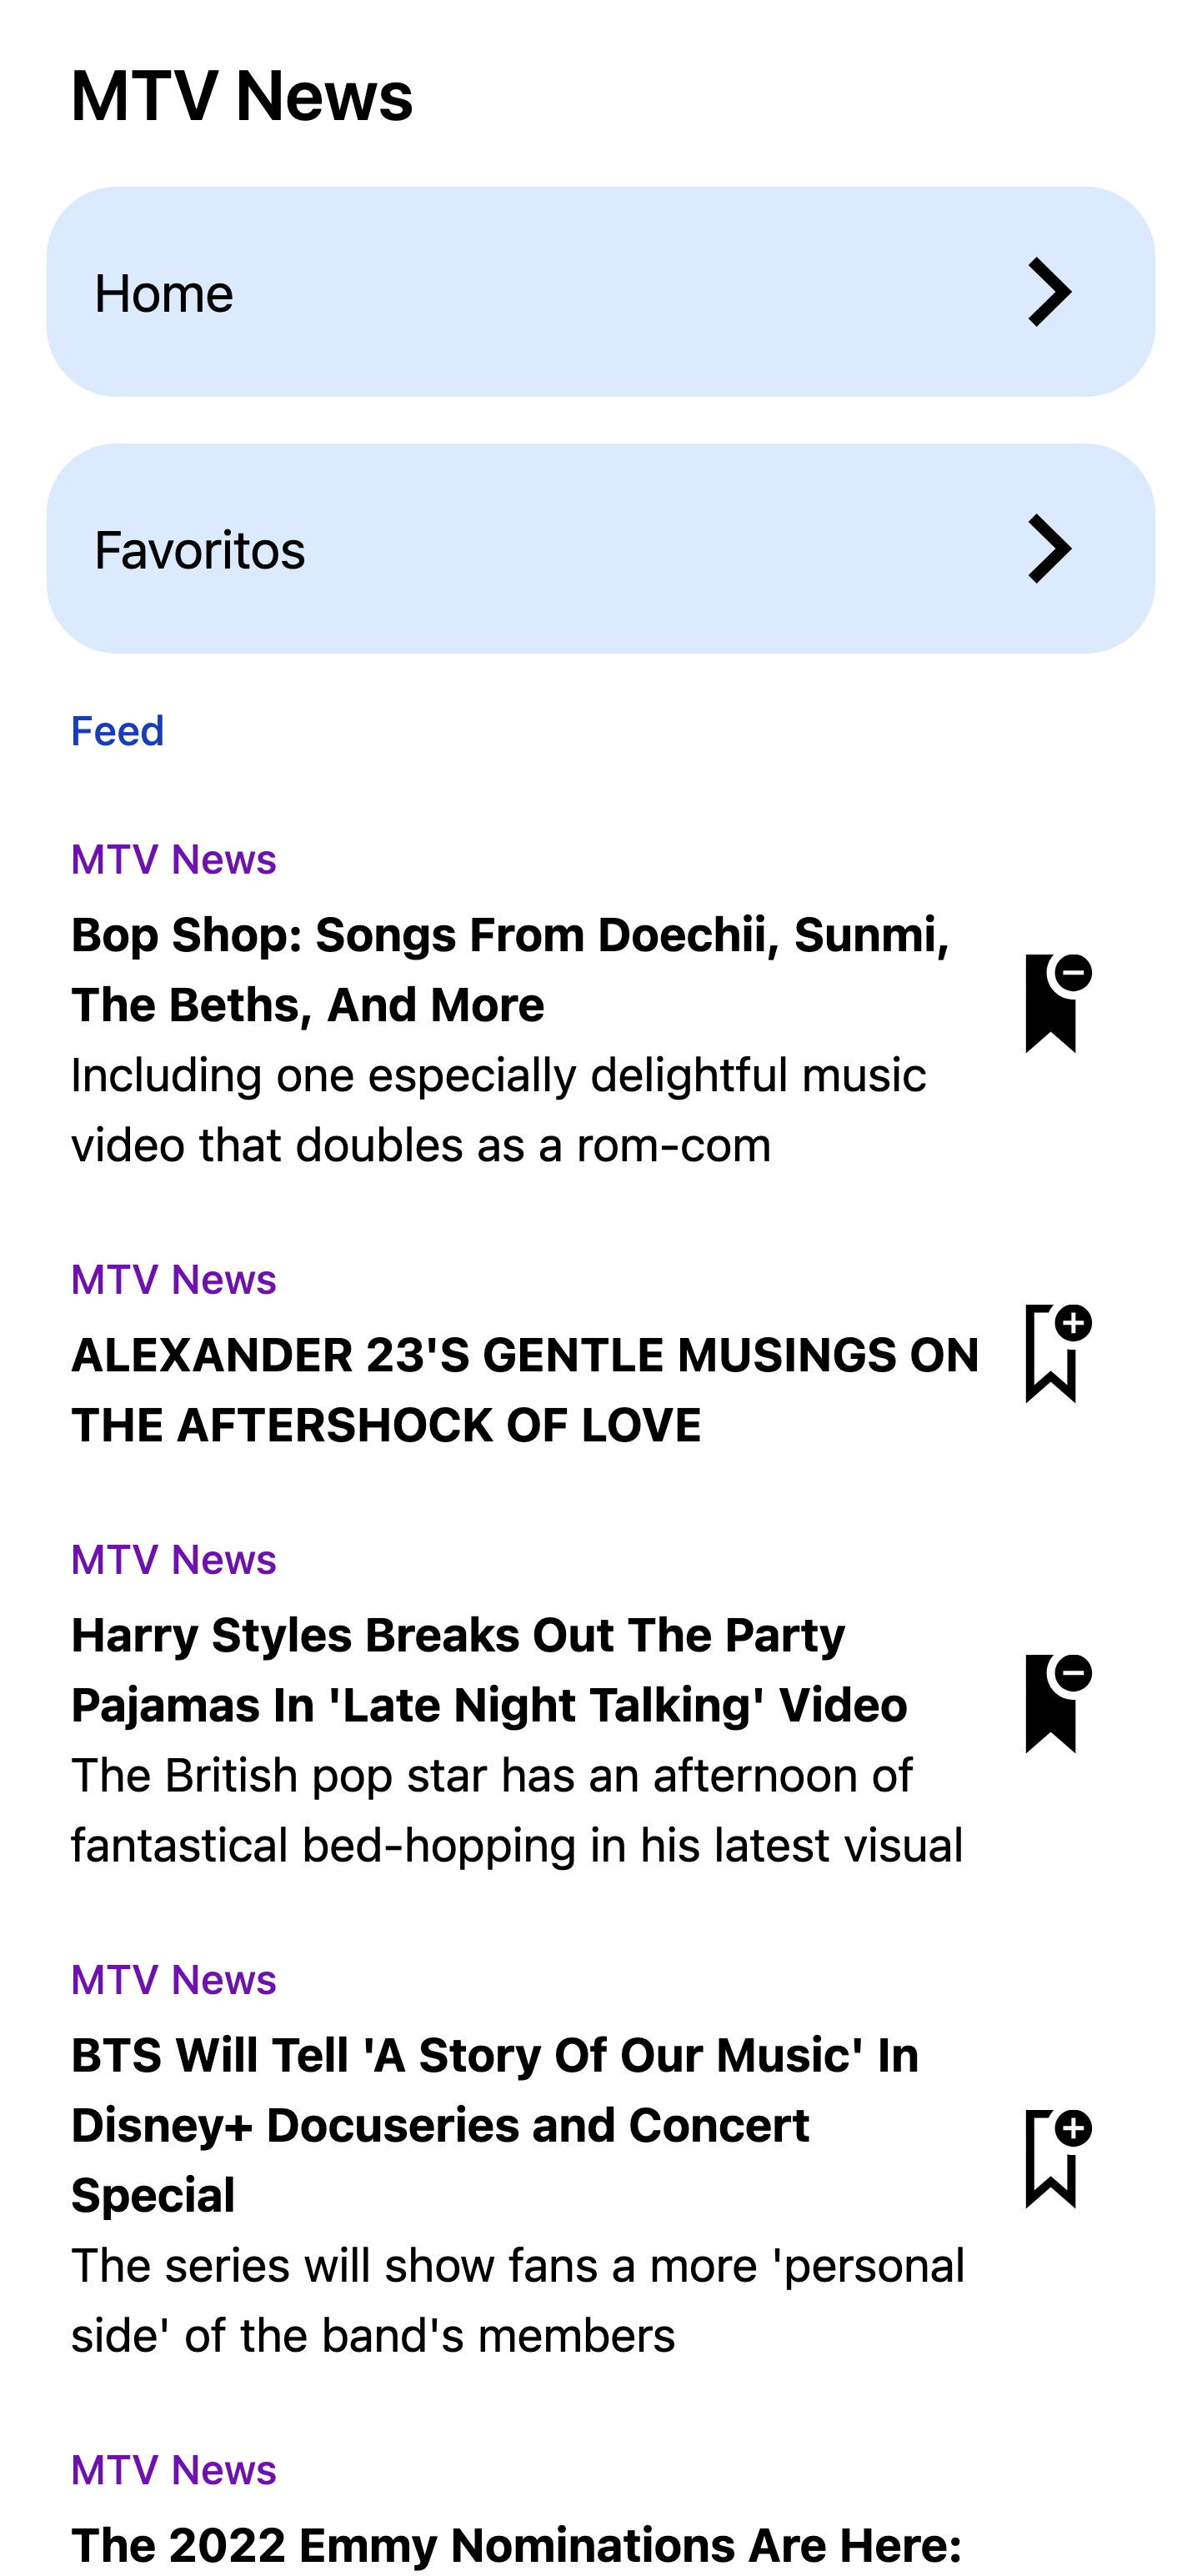 MTV News
Home
Favoritos
Feed
MTV News
Bop Shop: Songs From Doechii, Sunmi,
The Beths, And More
Including one especially delightful music
video that doubles as a rom-com
MTV News
ALEXANDER 23'S GENTLE MUSINGS ON
THE AFTERSHOCK OF LOVE
MTV News
Harry Styles Breaks Out The Party
Pajamas In 'Late Night Talking' Video
The British pop star has an afternoon of
fantastical bed-hopping in his latest visual
MTV News
BTS Will Tell 'A Story Of Our Music' In
Disney+ Docuseries and Concert
Special
The series will show fans a more 'personal
side' of the band's members
MTV News
The 2022 Emmy Nominations Are Here: